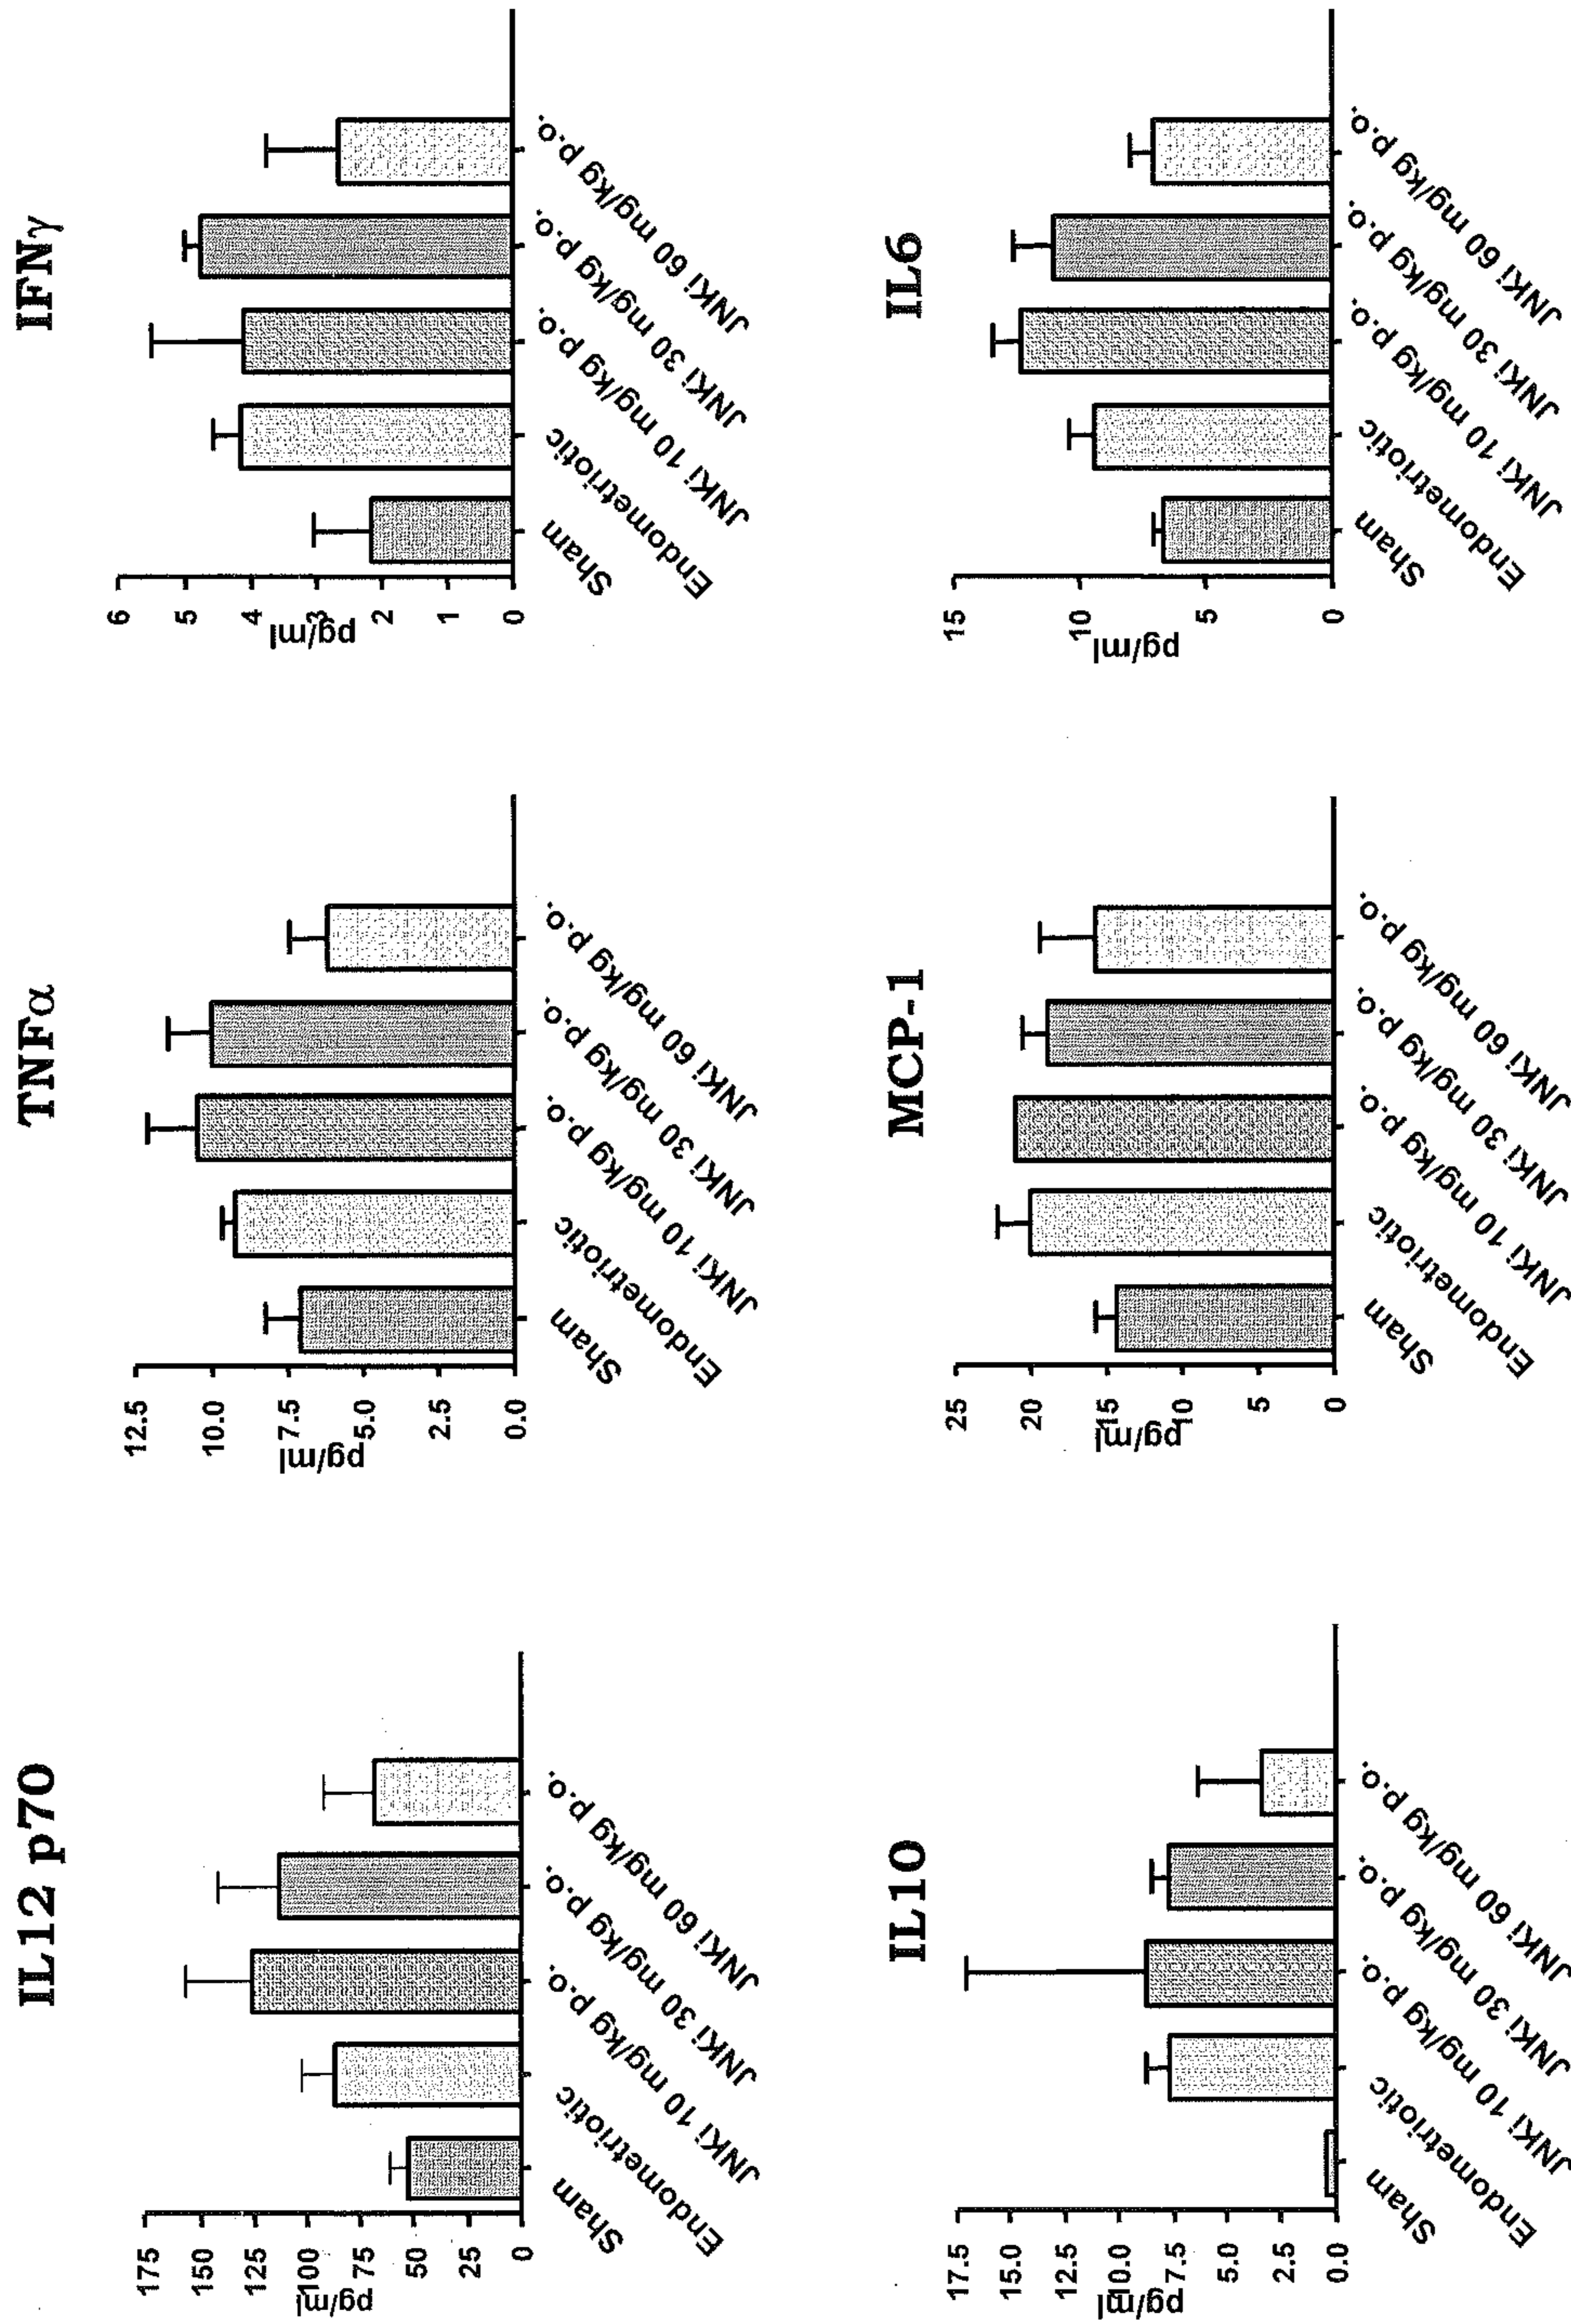 IL12 p70
175
150
125
100
75
50
25
0
pg/ml
Sham
Endometriotic
JNKi 10 mg/kg p.o.
JNKi 30 mg/kg p.o.
JNKi 60 mg/kg p.o.
TNFα
12.5
10.0
7.5
5.0
2.5
0.0
pg/ml
Sham
Endometriotic
JNKi 10 mg/kg p.o.
JNKi 30 mg/kg p.o.
JNKi 60 mg/kg p.o.
IFNγ
6
5
4
3
2
1
0
pg/ml
Sham
Endometriotic
JNKi 10 mg/kg p.o.
JNKi 30 mg/kg p.o.
JNKi 60 mg/kg p.o.
IL10
17.5
15.0
12.5
10.0
7.5
5.0
2.5
0.0
pg/ml
Sham
Endometriotic
JNKi 10 mg/kg p.o.
JNKi 30 mg/kg p.o.
JNKi 60 mg/kg p.o.
MCP-1
25
20
15
10
5
0
pg/ml
Sham
Endometriotic
JNKi 10 mg/kg p.o.
JNKi 30 mg/kg p.o.
JNKi 60 mg/kg p.o.
IL6
15
10
5
0
pg/ml
Sham
Endometriotic
JNKi 10 mg/kg p.o.
JNKi 30 mg/kg p.o.
JNKi 60 mg/kg p.o.